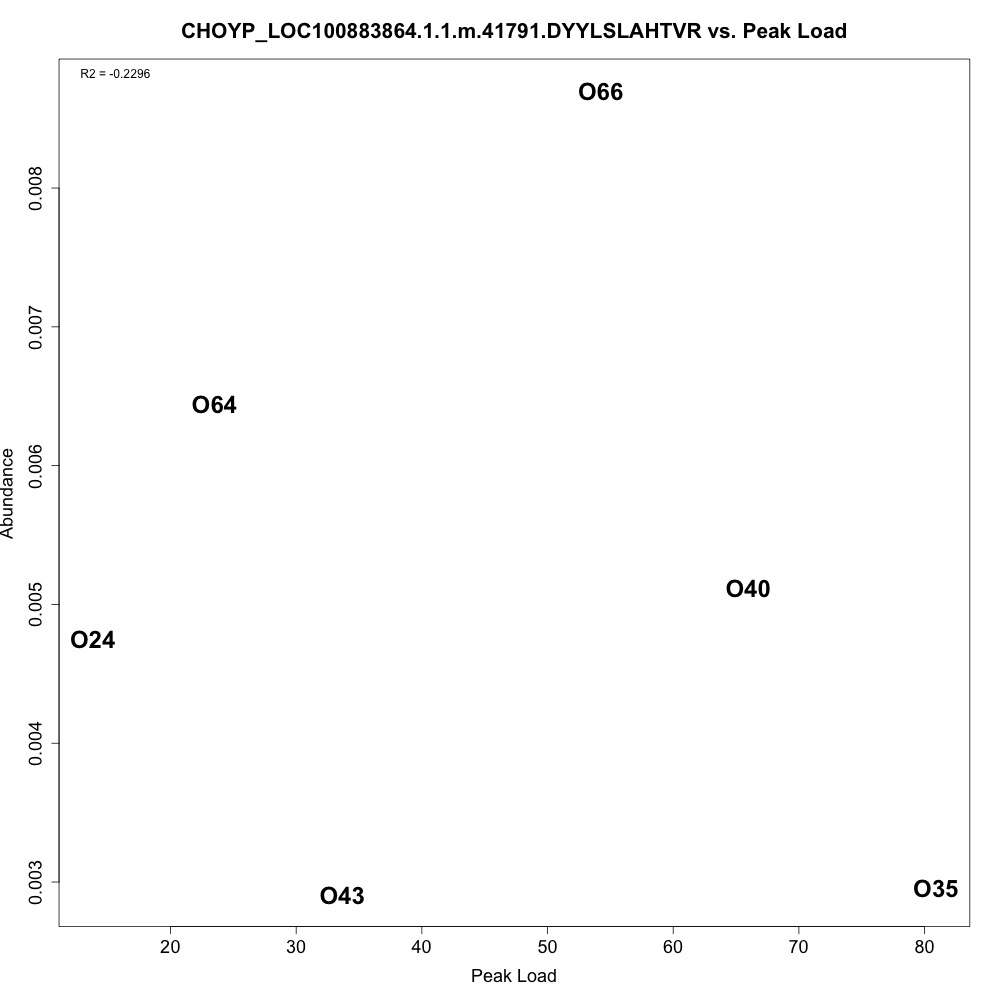 CHOYP_LOC100883864.1.1.m.41791.DYYLSLAHTVR vs. Peak Load
R2 = -0.2296
O66
0.008
0.007
O64
0.006
Abundance
0.005
O40
O24
0.004
0.003
O43
O35
20 30 40 50 60 70 80
Peak Load